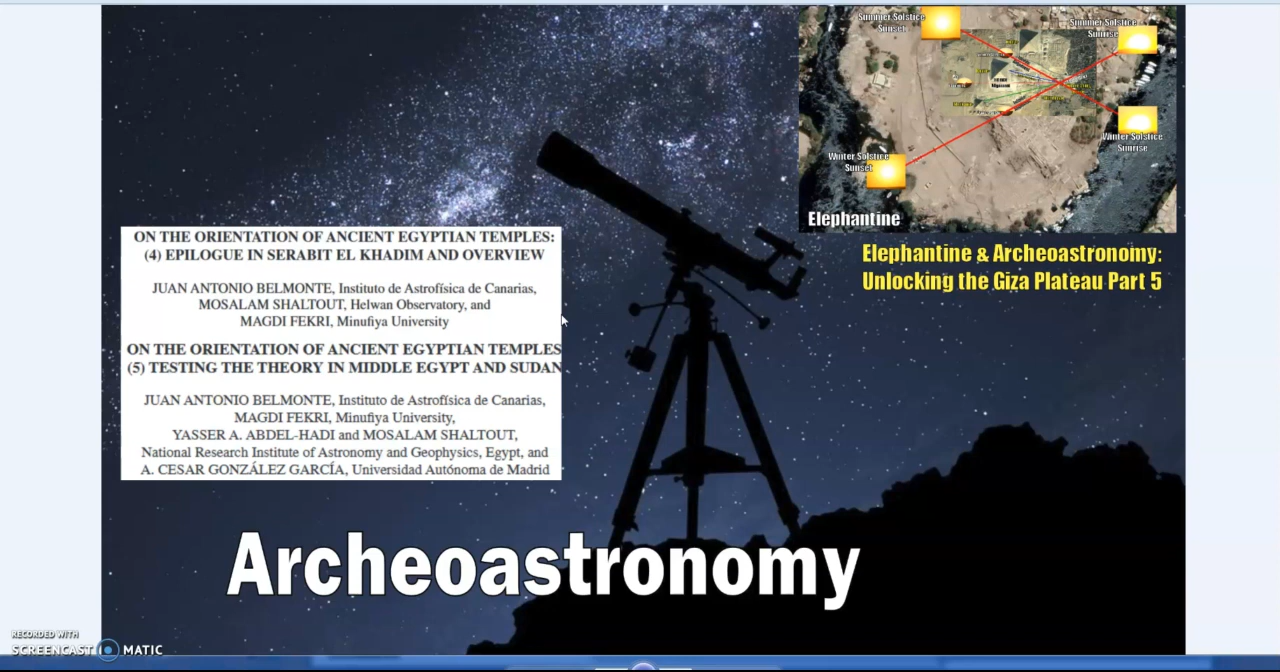 ON THE ORIENTATION OF ANCIENT EGYPTIAN TEMPLES:
(4) EPILOGUE IN SERABIT EL KHADIM AND OVERVIEW
JUAN ANTONIO BELMONTE, Instituto de Astrofísica de Canarias,
MOSALAM SHALTOUT, Helwan Observatory, and
MAGDI FEKRI, Minufiya University
ON THE ORIENTATION OF ANCIENT EGYPTIAN TEMPLES
(5) TESTING THE THEORY IN MIDDLE EGYPT AND SUDAN
JUAN ANTONIO BELMONTE, Instituto de Astrofísica de Canarias,
MAGDI FEKRI, Minufiya University,
YASSER A. ABDEL-HADI and MOSALAM SHALTOUT,
National Research Institute of Astronomy and Geophysics, Egypt, and
A. CESAR GONZÁLEZ GARCÍA, Universidad Autónoma de Madrid
Summer Solstice
Sunset
Summer Solstice
Sunrise
Winter Solstice
Sunrise
Winter Solstice
Sunset
Elephantine
Elephantine & Archeoastronomy:
Unlocking the Giza Plateau Part 5
Archeoastronomy
RECORDED WITH
SCREENCAST MATIC